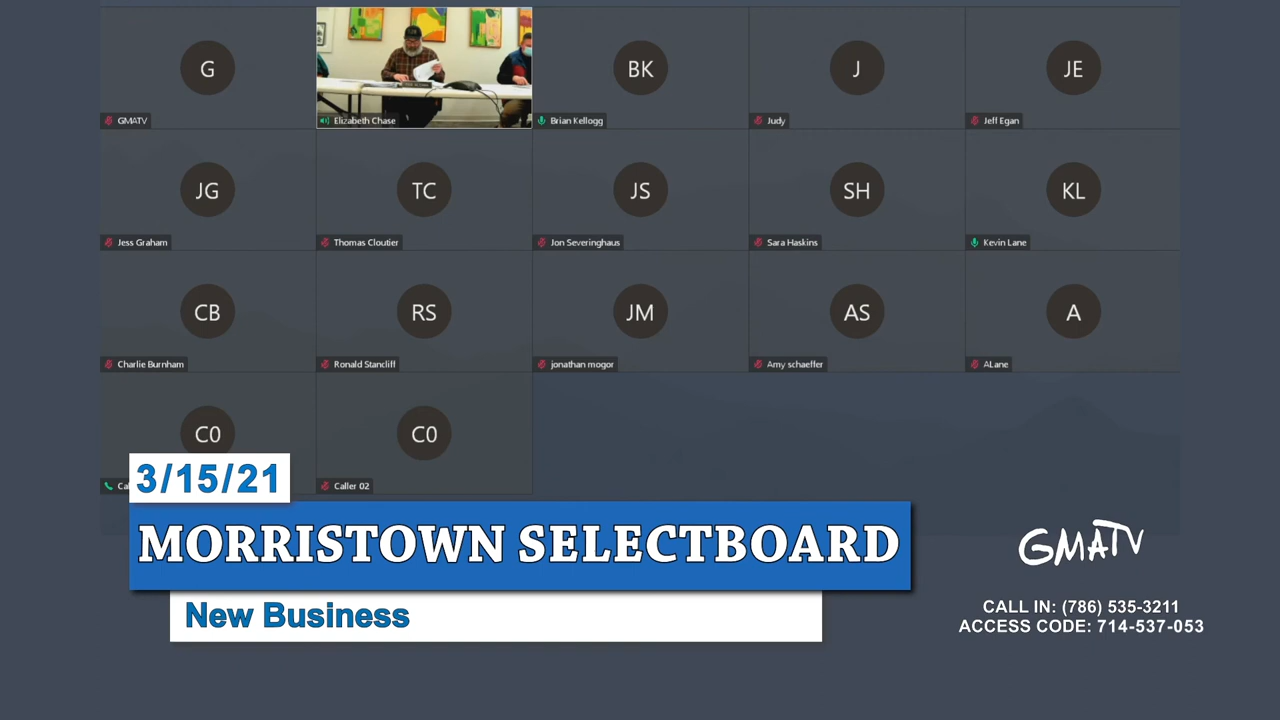 G
BK
J
JE
GMATV
Elizabeth Chase
Brian Kellogg
Judy
Jeff Egan
JG
TC
JS
SH
KL
Jess Graham
Thomas Cloutier
Jon Severinghaus
Sara Haskins
Kevin Lane
CB
RS
JM
AS
A
Charlie Burnham
Ronald Stancliff
jonathan mogor
Amy schaeffer
ALane
C0
C0
Caller 02
3/15/21
MORRISTOWN SELECTBOARD
New Business
GMATV
CALL IN: (786) 535-3211
ACCESS CODE: 714-537-053